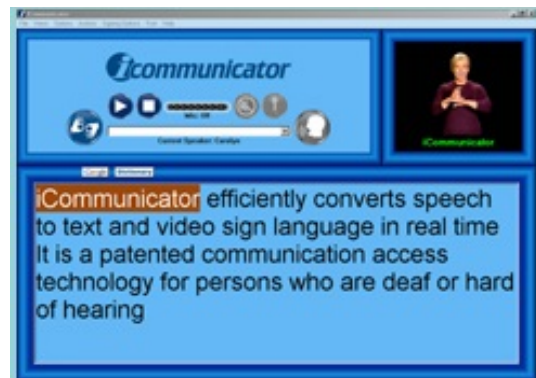 icommunicator
Current Speaker: Carolyn
iCommunicator
Dictionary
iCommunicator efficiently converts speech
to text and video sign language in real time
It is a patented communication access
technology for persons who are deaf or hard
of hearing